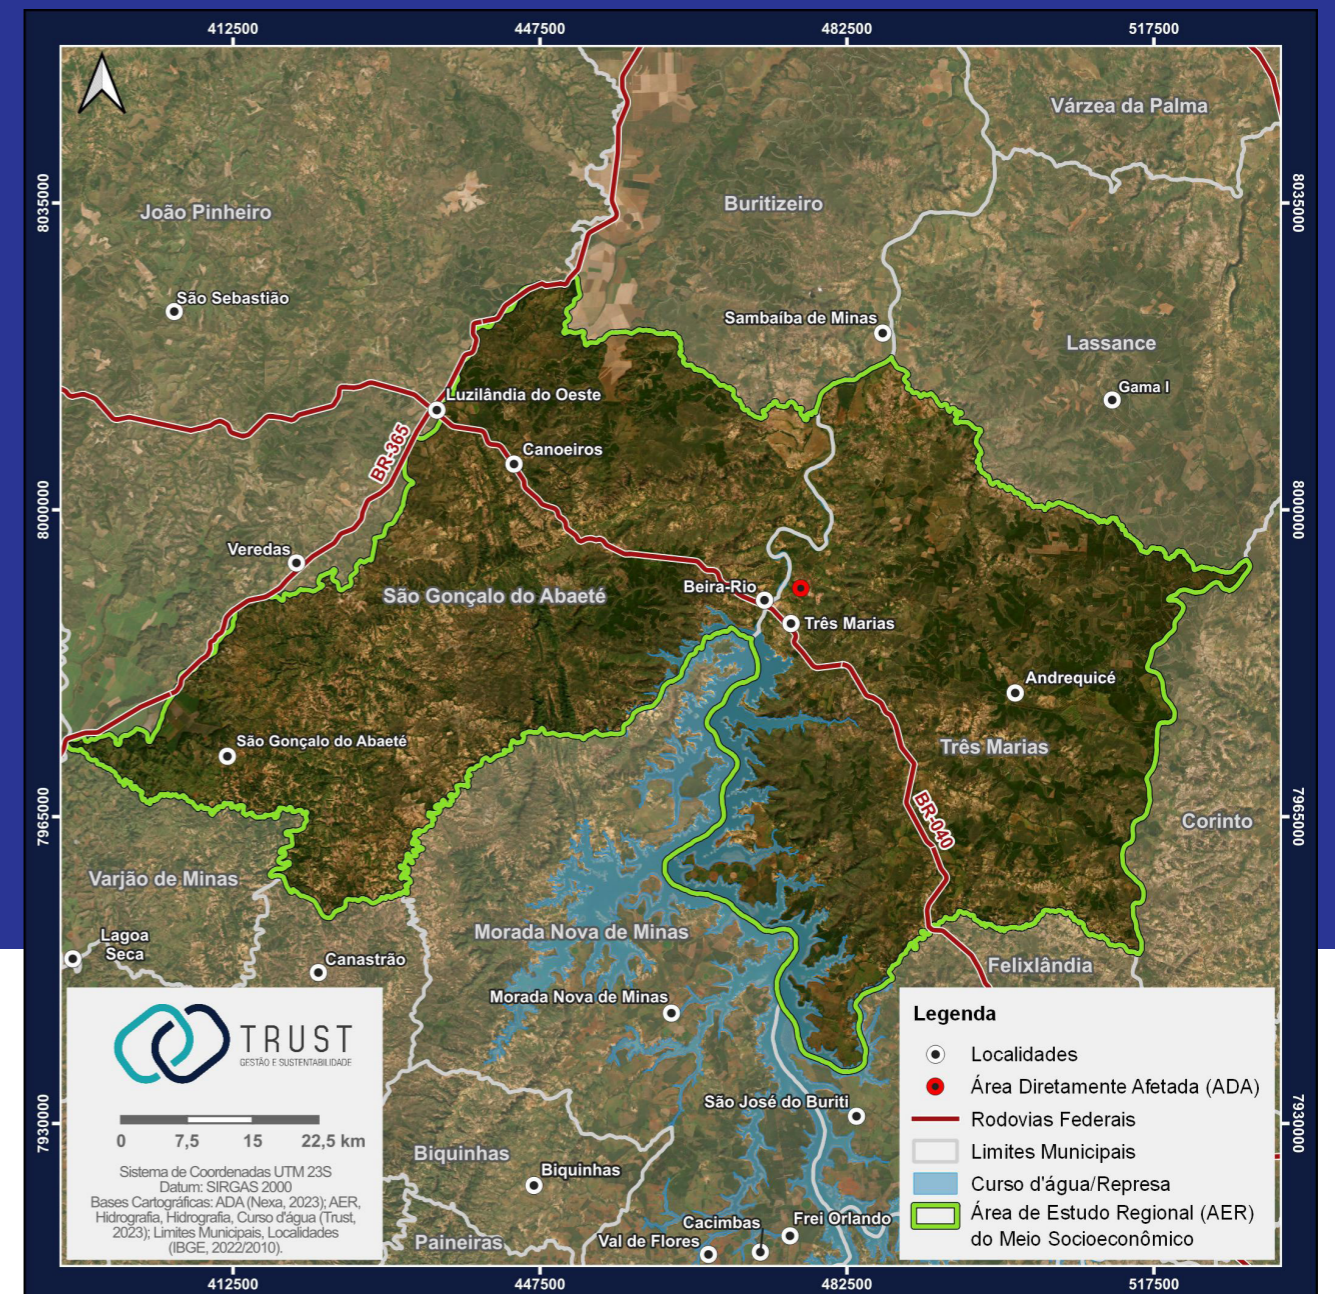 412500
447500
482500
517500
Várzea da Palma
8035000
8035000
João Pinheiro
Buritizeiro
São Sebastião
Sambaíba de Minas
Lassance
Gama I
Luzilândia do Oeste
BR-365
Canoeiros
8000000
8000000
Veredas
São Gonçalo do Abaeté
Beira-Rio
Três Marias
Andrequicé
São Gonçalo do Abaeté
Três Marias
7965000
7965000
BR-040
Corinto
Varjão de Minas
Morada Nova de Minas
Lagoa
Seca
Canastrão
Felixlândia
Morada Nova de Minas
TRUST
GESTÃO E SUSTENTABILIDADE
0 7,5 15 22,5 km
Sistema de Coordenadas UTM 23S
Datum: SIRGAS 2000
Bases Cartográficas: ADA (Nexa, 2023); AER,
Hidrografia, Hidrografia, Curso d'água (Trust,
2023); Limites Municipais, Localidades
(IBGE, 2022/2010).
São José do Buriti
7930000
7930000
Biquinhas
Biquinhas
Cacimbas
Frei Orlando
Val de Flores
Paineiras
Legenda
Localidades
Área Diretamente Afetada (ADA)
Rodovias Federais
Limites Municipais
Curso d'água/Represa
Área de Estudo Regional (AER)
do Meio Socioeconômico
412500
447500
482500
517500